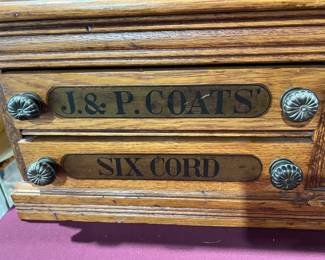 J. & P. COATS'
SIX CORD